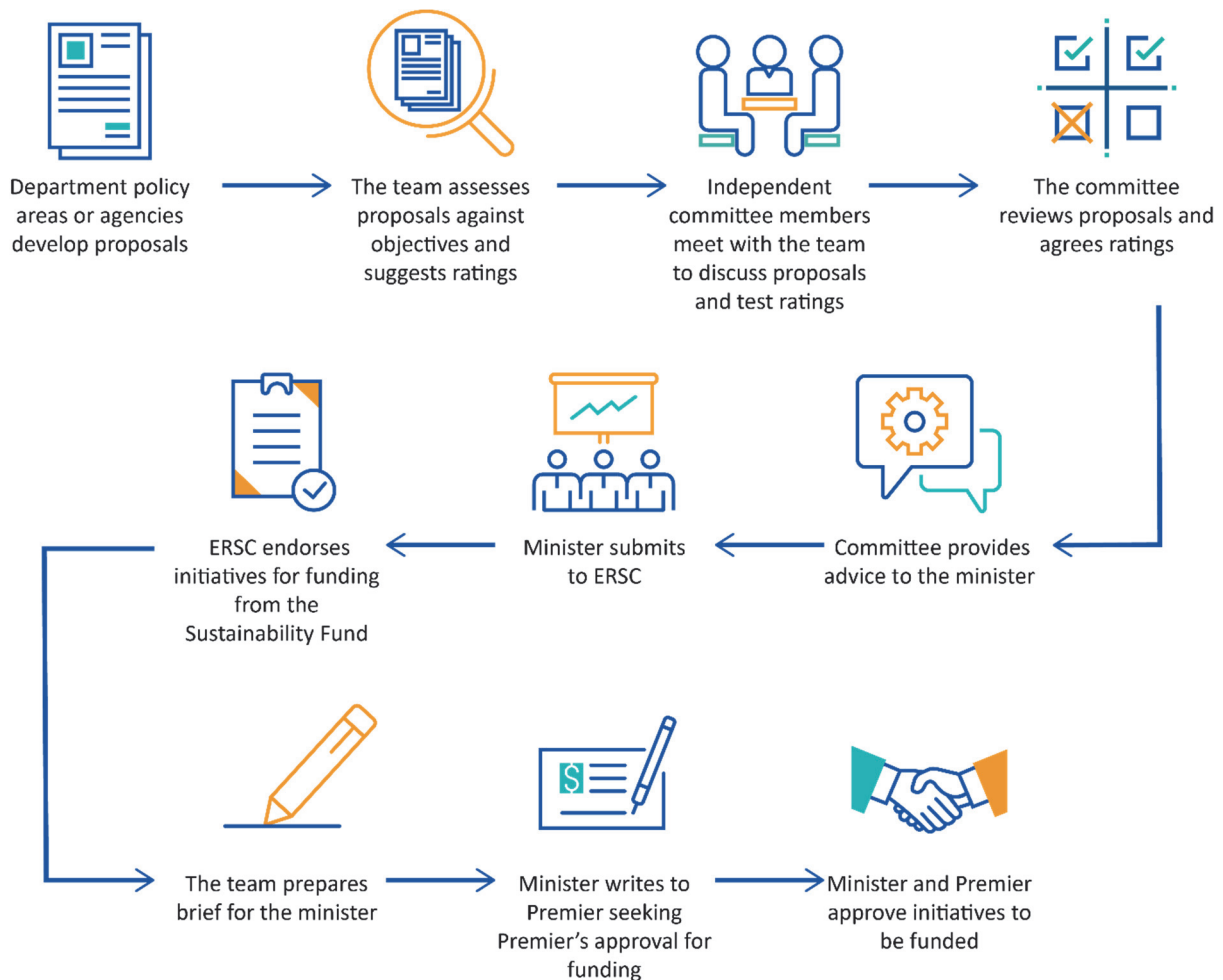 Department policy
areas or agencies
develop proposals
The team assesses
proposals against
objectives and
suggests ratings
Independent
committee members
meet with the team
to discuss proposals
and test ratings
The committee
reviews proposals and
agrees ratings
Committee provides
advice to the minister
Minister submits
to ERSC
ERSC endorses
initiatives for funding
from the
Sustainability Fund
The team prepares
brief for the minister
$
Minister writes to
Premier seeking
Premier’s approval for
funding
Minister and Premier
approve initiatives to
be funded